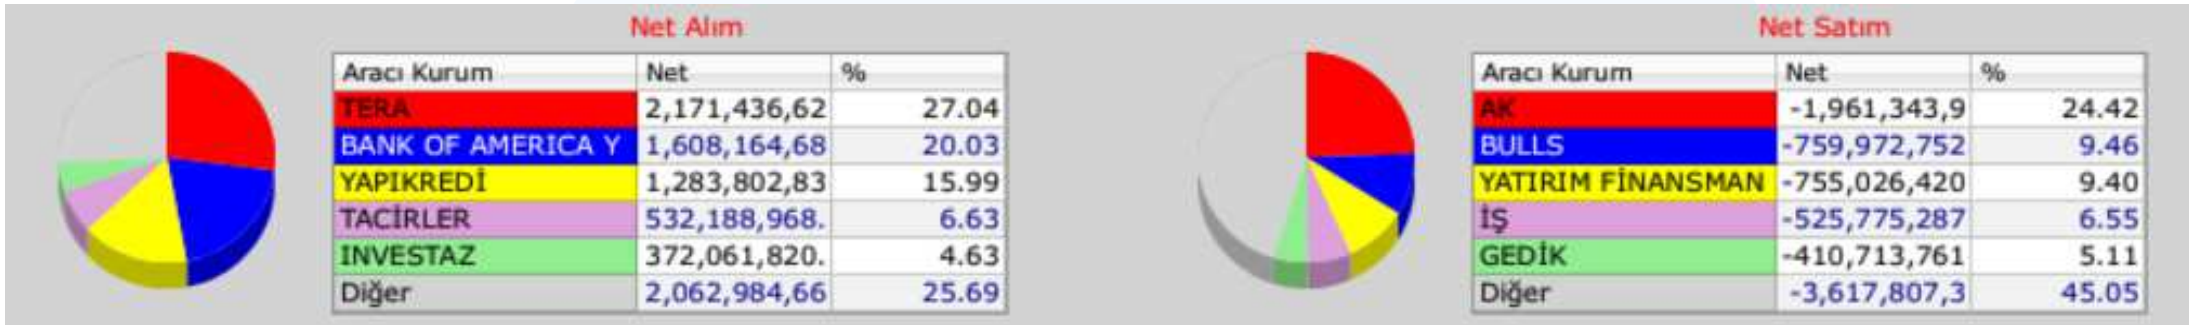 Net Alım
Aracı Kurum Net %
TERA 2,171,436,62 27.04
BANK OF AMERICA Y 1,608,164,68 20.03
YAPIKREDİ 1,283,802,83 15.99
TACİRLER 532,188,968. 6.63
INVESTAZ 372,061,820. 4.63
Diğer 2,062,984,66 25.69
Net Satım
Aracı Kurum Net %
AK -1,961,343,9 24.42
BULLS -759,972,752 9.46
YATIRIM FİNANSMAN -755,026,420 9.40
İŞ -525,775,287 6.55
GEDİK -410,713,761 5.11
Diğer -3,617,807,3 45.05